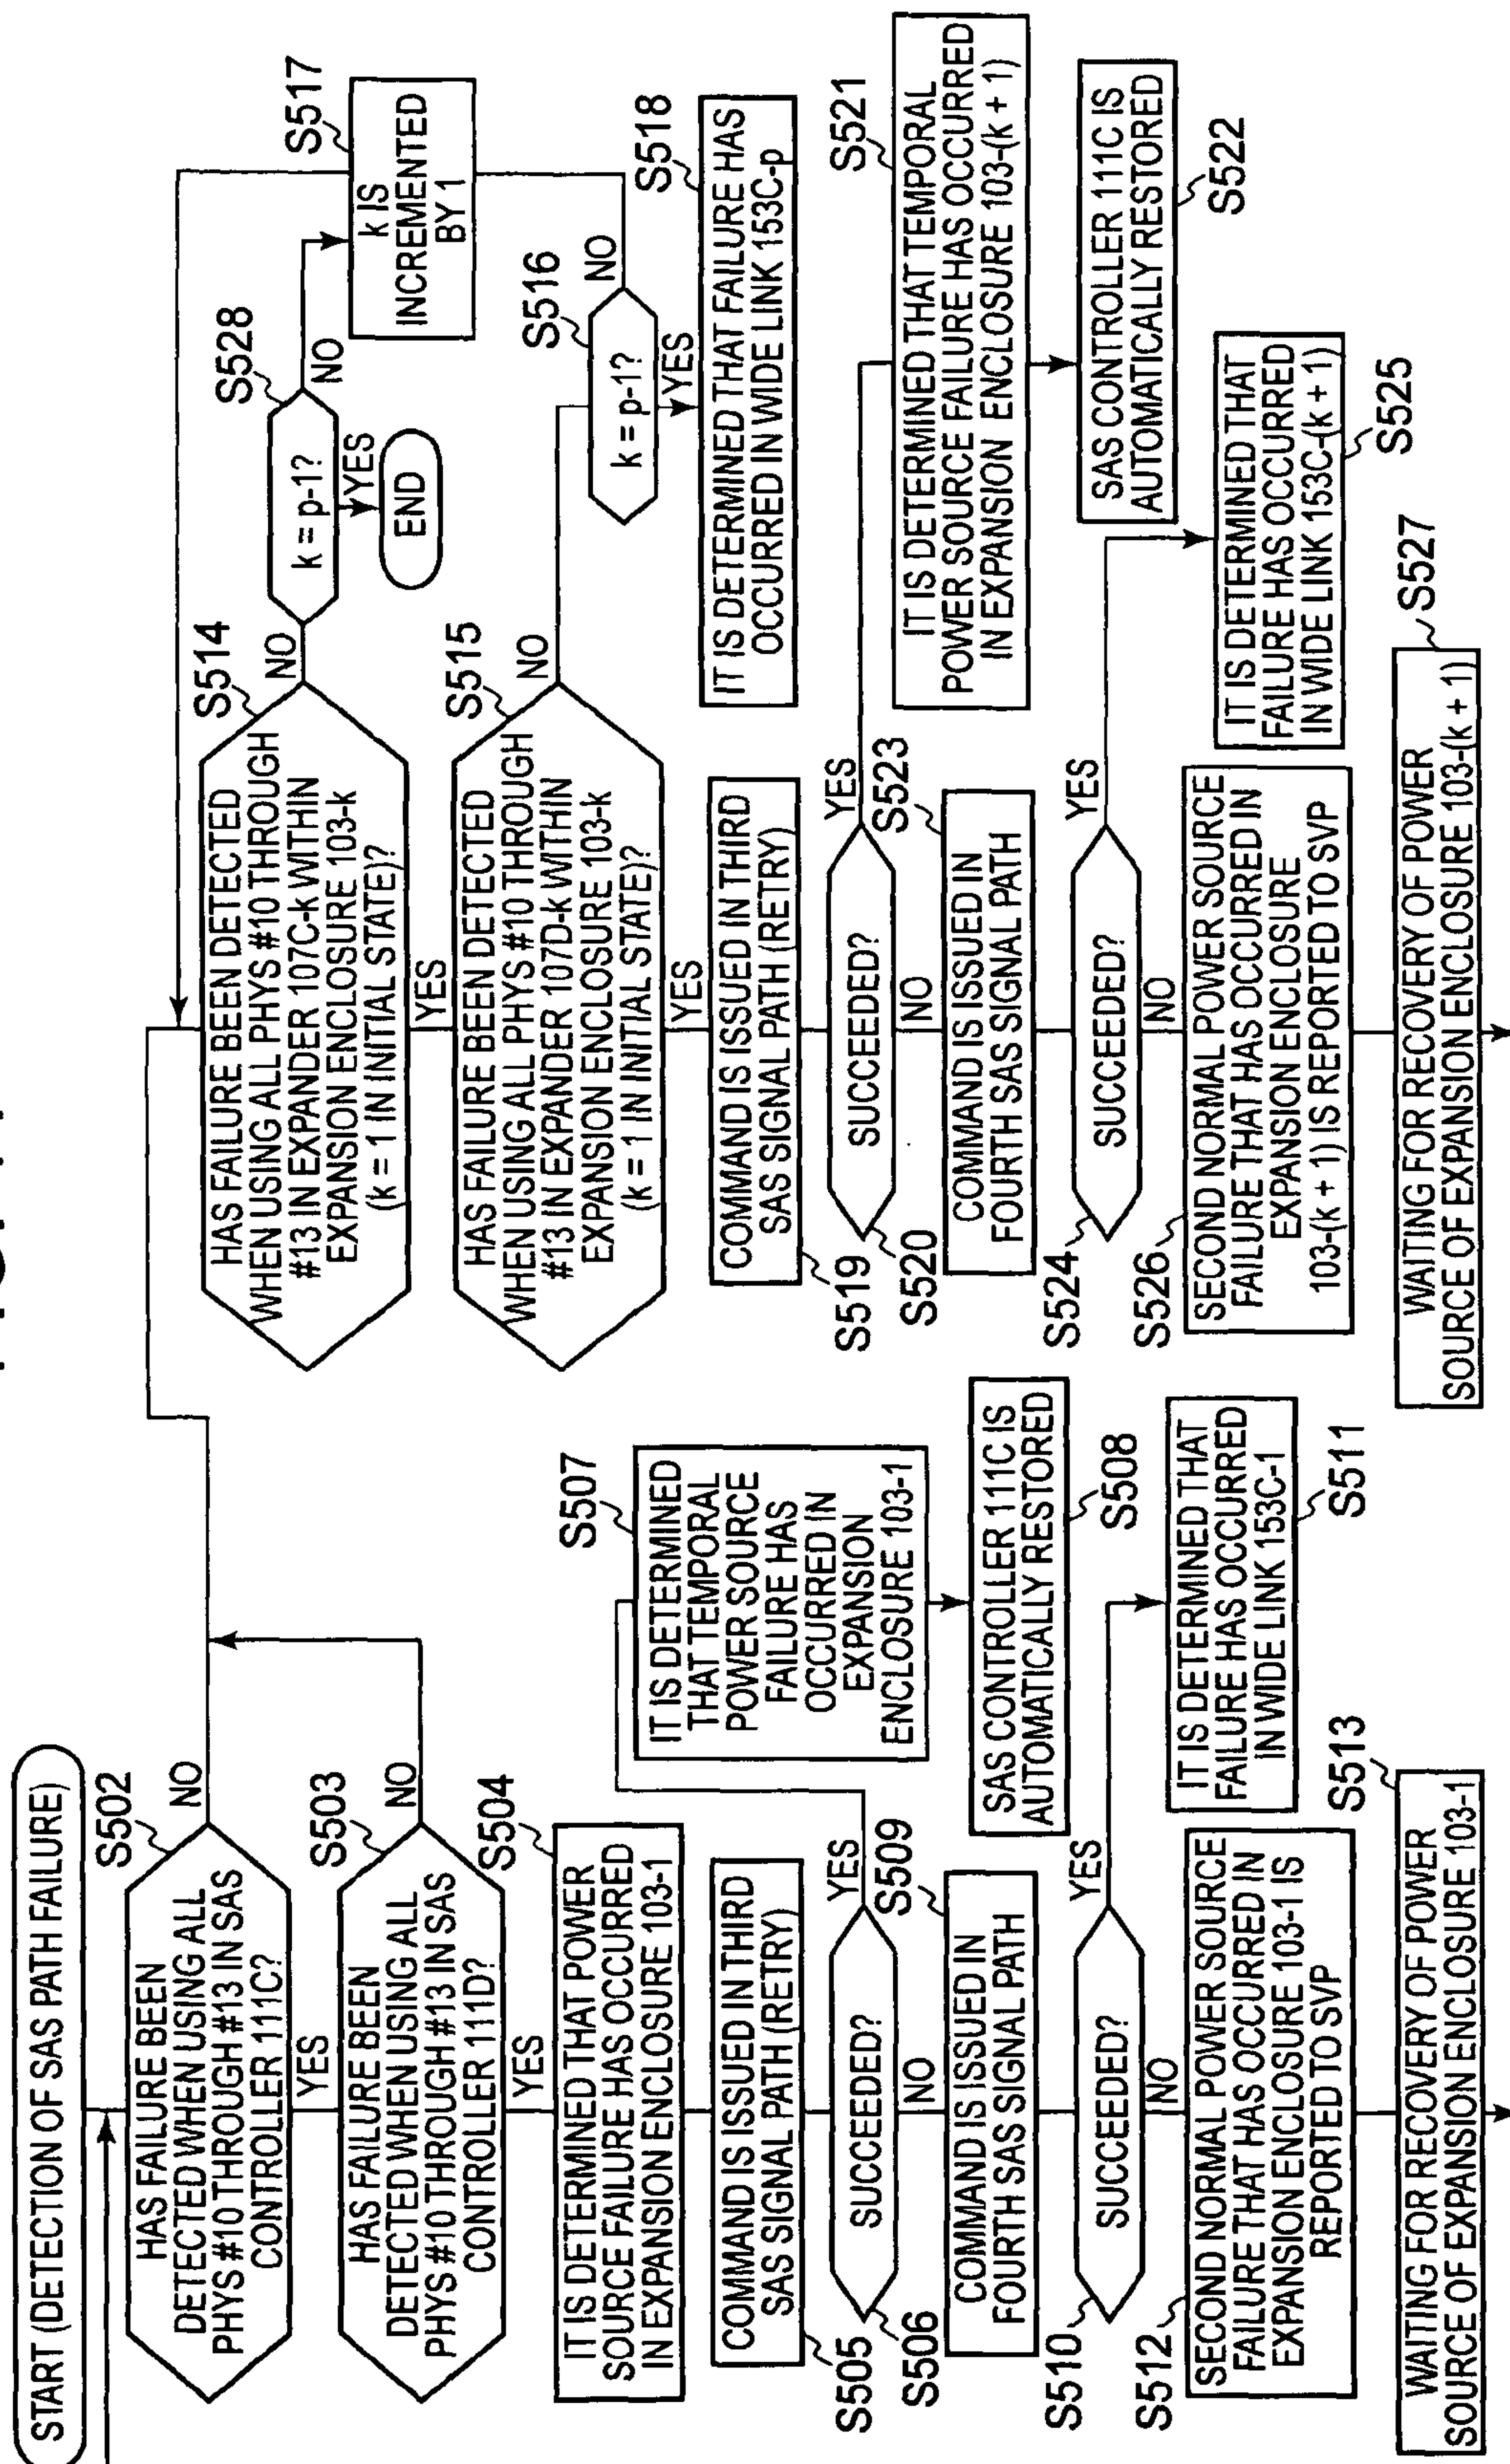 START (DETECTION OF SAS PATH FAILURE)
S502
HAS FAILURE BEEN
DETECTED WHEN USING ALL
PHYS #10 THROUGH #13 IN SAS
CONTROLLER 111C?
NO
YES
S503
HAS FAILURE BEEN
DETECTED WHEN USING ALL
PHYS #10 THROUGH #13 IN SAS
CONTROLLER 111D?
NO
YES
S504
IT IS DETERMINED THAT POWER
SOURCE FAILURE HAS OCCURRED
IN EXPANSION ENCLOSURE 103-1
COMMAND IS ISSUED IN THIRD
SAS SIGNAL PATH (RETRY)
S505
SUCCEEDED?
YES
S506
NO
S507
IT IS DETERMINED
THAT TEMPORAL
POWER SOURCE
FAILURE HAS
OCCURRED IN
EXPANSION
ENCLOSURE 103-1
SAS CONTROLLER 111C IS
AUTOMATICALLY RESTORED
S508
S509
COMMAND IS ISSUED IN
FOURTH SAS SIGNAL PATH
SUCCEEDED?
YES
S510
NO
IT IS DETERMINED THAT
FAILURE HAS OCCURRED
IN WIDE LINK 153C-1
S511
S512
SECOND NORMAL POWER SOURCE
FAILURE THAT HAS OCCURRED IN
EXPANSION ENCLOSURE 103-1 IS
REPORTED TO SVP
S513
WAITING FOR RECOVERY OF POWER
SOURCE OF EXPANSION ENCLOSURE 103-1
S514
HAS FAILURE BEEN DETECTED
WHEN USING ALL PHYS #10 THROUGH
#13 IN EXPANDER 107C-k WITHIN
EXPANSION ENCLOSURE 103-k
(k = 1 IN INITIAL STATE)?
NO
YES
S528
k = p-1?
NO
YES
END
S517
k IS
INCREMENTED
BY 1
S515
HAS FAILURE BEEN DETECTED
WHEN USING ALL PHYS #10 THROUGH
#13 IN EXPANDER 107D-k WITHIN
EXPANSION ENCLOSURE 103-k
(k = 1 IN INITIAL STATE)?
NO
YES
S516
k = p-1?
NO
YES
S518
IT IS DETERMINED THAT FAILURE HAS
OCCURRED IN WIDE LINK 153C-p
COMMAND IS ISSUED IN THIRD
SAS SIGNAL PATH (RETRY)
S519
SUCCEEDED?
YES
S520
NO
S521
IT IS DETERMINED THAT TEMPORAL
POWER SOURCE FAILURE HAS OCCURRED
IN EXPANSION ENCLOSURE 103-(k + 1)
SAS CONTROLLER 111C IS
AUTOMATICALLY RESTORED
S522
S523
COMMAND IS ISSUED IN
FOURTH SAS SIGNAL PATH
SUCCEEDED?
YES
S524
NO
IT IS DETERMINED THAT
FAILURE HAS OCCURRED
IN WIDE LINK 153C-(k + 1)
S525
S526
SECOND NORMAL POWER SOURCE
FAILURE THAT HAS OCCURRED IN
EXPANSION ENCLOSURE
103-(k + 1) IS REPORTED TO SVP
S527
WAITING FOR RECOVERY OF POWER
SOURCE OF EXPANSION ENCLOSURE 103-(k + 1)